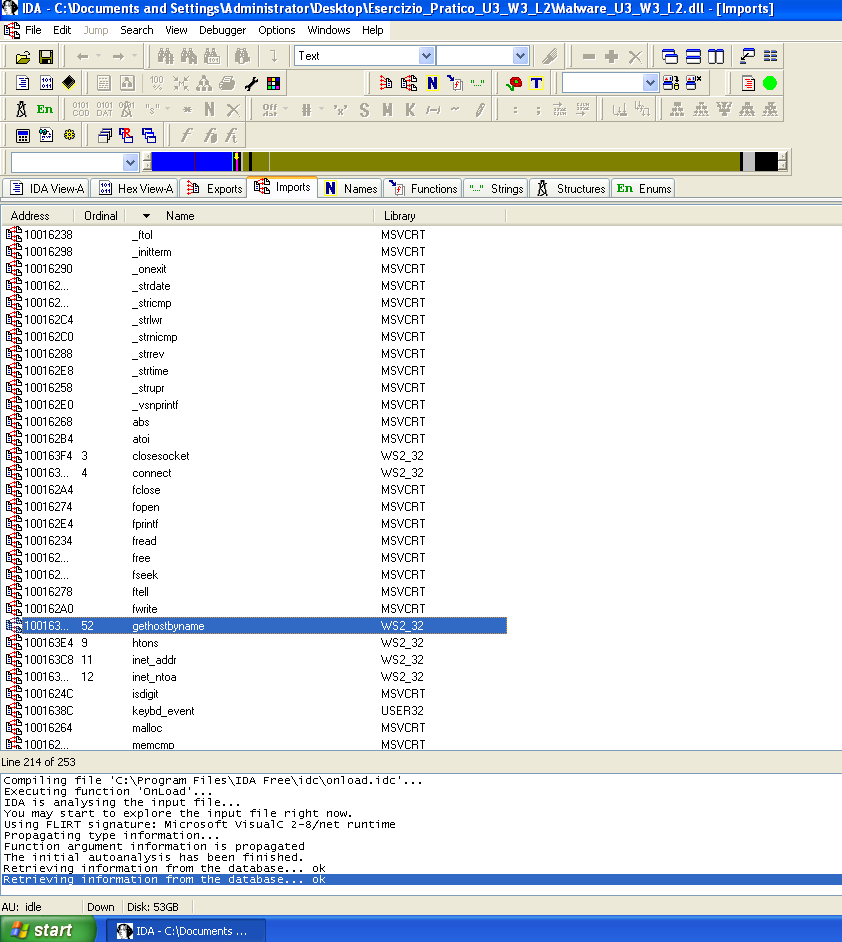 IDA - C:\Documents and Settings\Administrator\Desktop\Esercizio_Pratico_U3_W3_L2\Malware_U3_W3_L2.dll - [Imports]
File Edit Jump Search View Debugger Options Windows Help
Text
En
IDA View-A Hex View-A Exports Imports N Names Functions Strings Structures En Enums
Address Ordinal Name Library
10016238 _ftol MSVCRT
10016298 _initterm MSVCRT
10016290 _onexit MSVCRT
100162... _strdate MSVCRT
100162... _stricmp MSVCRT
100162C4 _strlwr MSVCRT
100162C0 _strnicmp MSVCRT
10016288 _strrev MSVCRT
100162E8 _strtime MSVCRT
10016258 _strupr MSVCRT
100162E0 _vsnprintf MSVCRT
10016268 abs MSVCRT
100162B4 atoi MSVCRT
100163F4 3 closesocket WS2_32
100163... 4 connect WS2_32
100162A4 fclose MSVCRT
10016274 fopen MSVCRT
100162E4 fprintf MSVCRT
10016234 fread MSVCRT
100162... free MSVCRT
100162... fseek MSVCRT
10016278 ftell MSVCRT
100162A0 fwrite MSVCRT
100163... 52 gethostbyname WS2_32
100163E4 9 htons WS2_32
100163C8 11 inet_addr WS2_32
100163... 12 inet_ntoa WS2_32
1001624C isdigit MSVCRT
1001638C keybd_event USER32
10016264 malloc MSVCRT
100162... memcmp MSVCRT
Line 214 of 253
Compiling file 'C:\Program Files\IDA Free\idc\onload.idc'...
Executing function 'OnLoad'...
IDA is analysing the input file...
You may start to explore the input file right now.
Using FLIRT signature: Microsoft VisualC 2-8/net runtime
Propagating type information...
Function argument information is propagated
The initial autoanalysis has been finished.
Retrieving information from the database... ok
Retrieving information from the database... ok
AU: idle Down Disk: 53GB
start IDA - C:\Documents ...